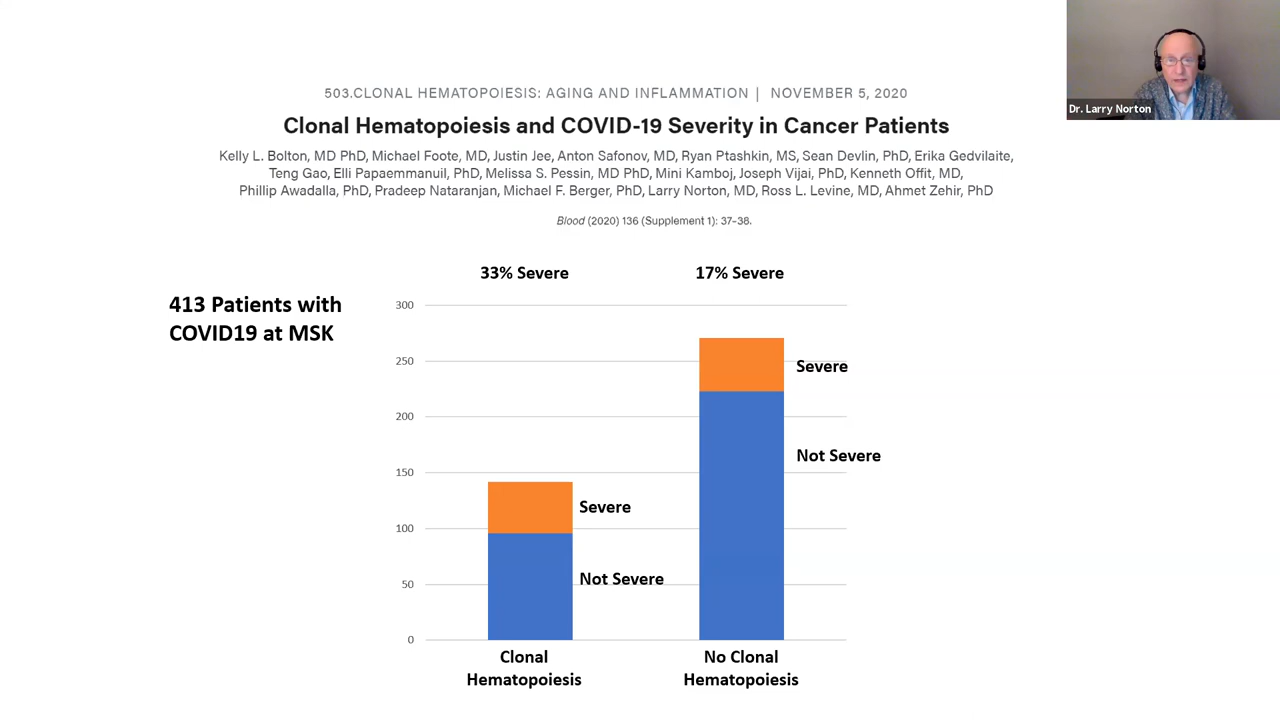 503.CLONAL HEMATOPOIESIS: AGING AND INFLAMMATION | NOVEMBER 5, 2020
Clonal Hematopoiesis and COVID-19 Severity in Cancer Patients
Kelly L. Bolton, MD PhD, Michael Foote, MD, Justin Jee, Anton Safonov, MD, Ryan Ptashkin, MS, Sean Devlin, PhD, Erika Gedvilaite,
Teng Gao, Elli Papaemmanuil, PhD, Melissa S. Pessin, MD PhD, Mini Kamboj, Joseph Vijai, PhD, Kenneth Offit, MD,
Phillip Awadalla, PhD, Pradeep Natarajan, Michael F. Berger, PhD, Larry Norton, MD, Ross L. Levine, MD, Ahmet Zehir, PhD
Blood (2020) 136 (Supplement 1): 37–38.
Dr. Larry Norton
413 Patients with
COVID19 at MSK
33% Severe
17% Severe
300
250
200
150
100
50
0
Severe
Not Severe
Severe
Not Severe
Clonal
Hematopoiesis
No Clonal
Hematopoiesis